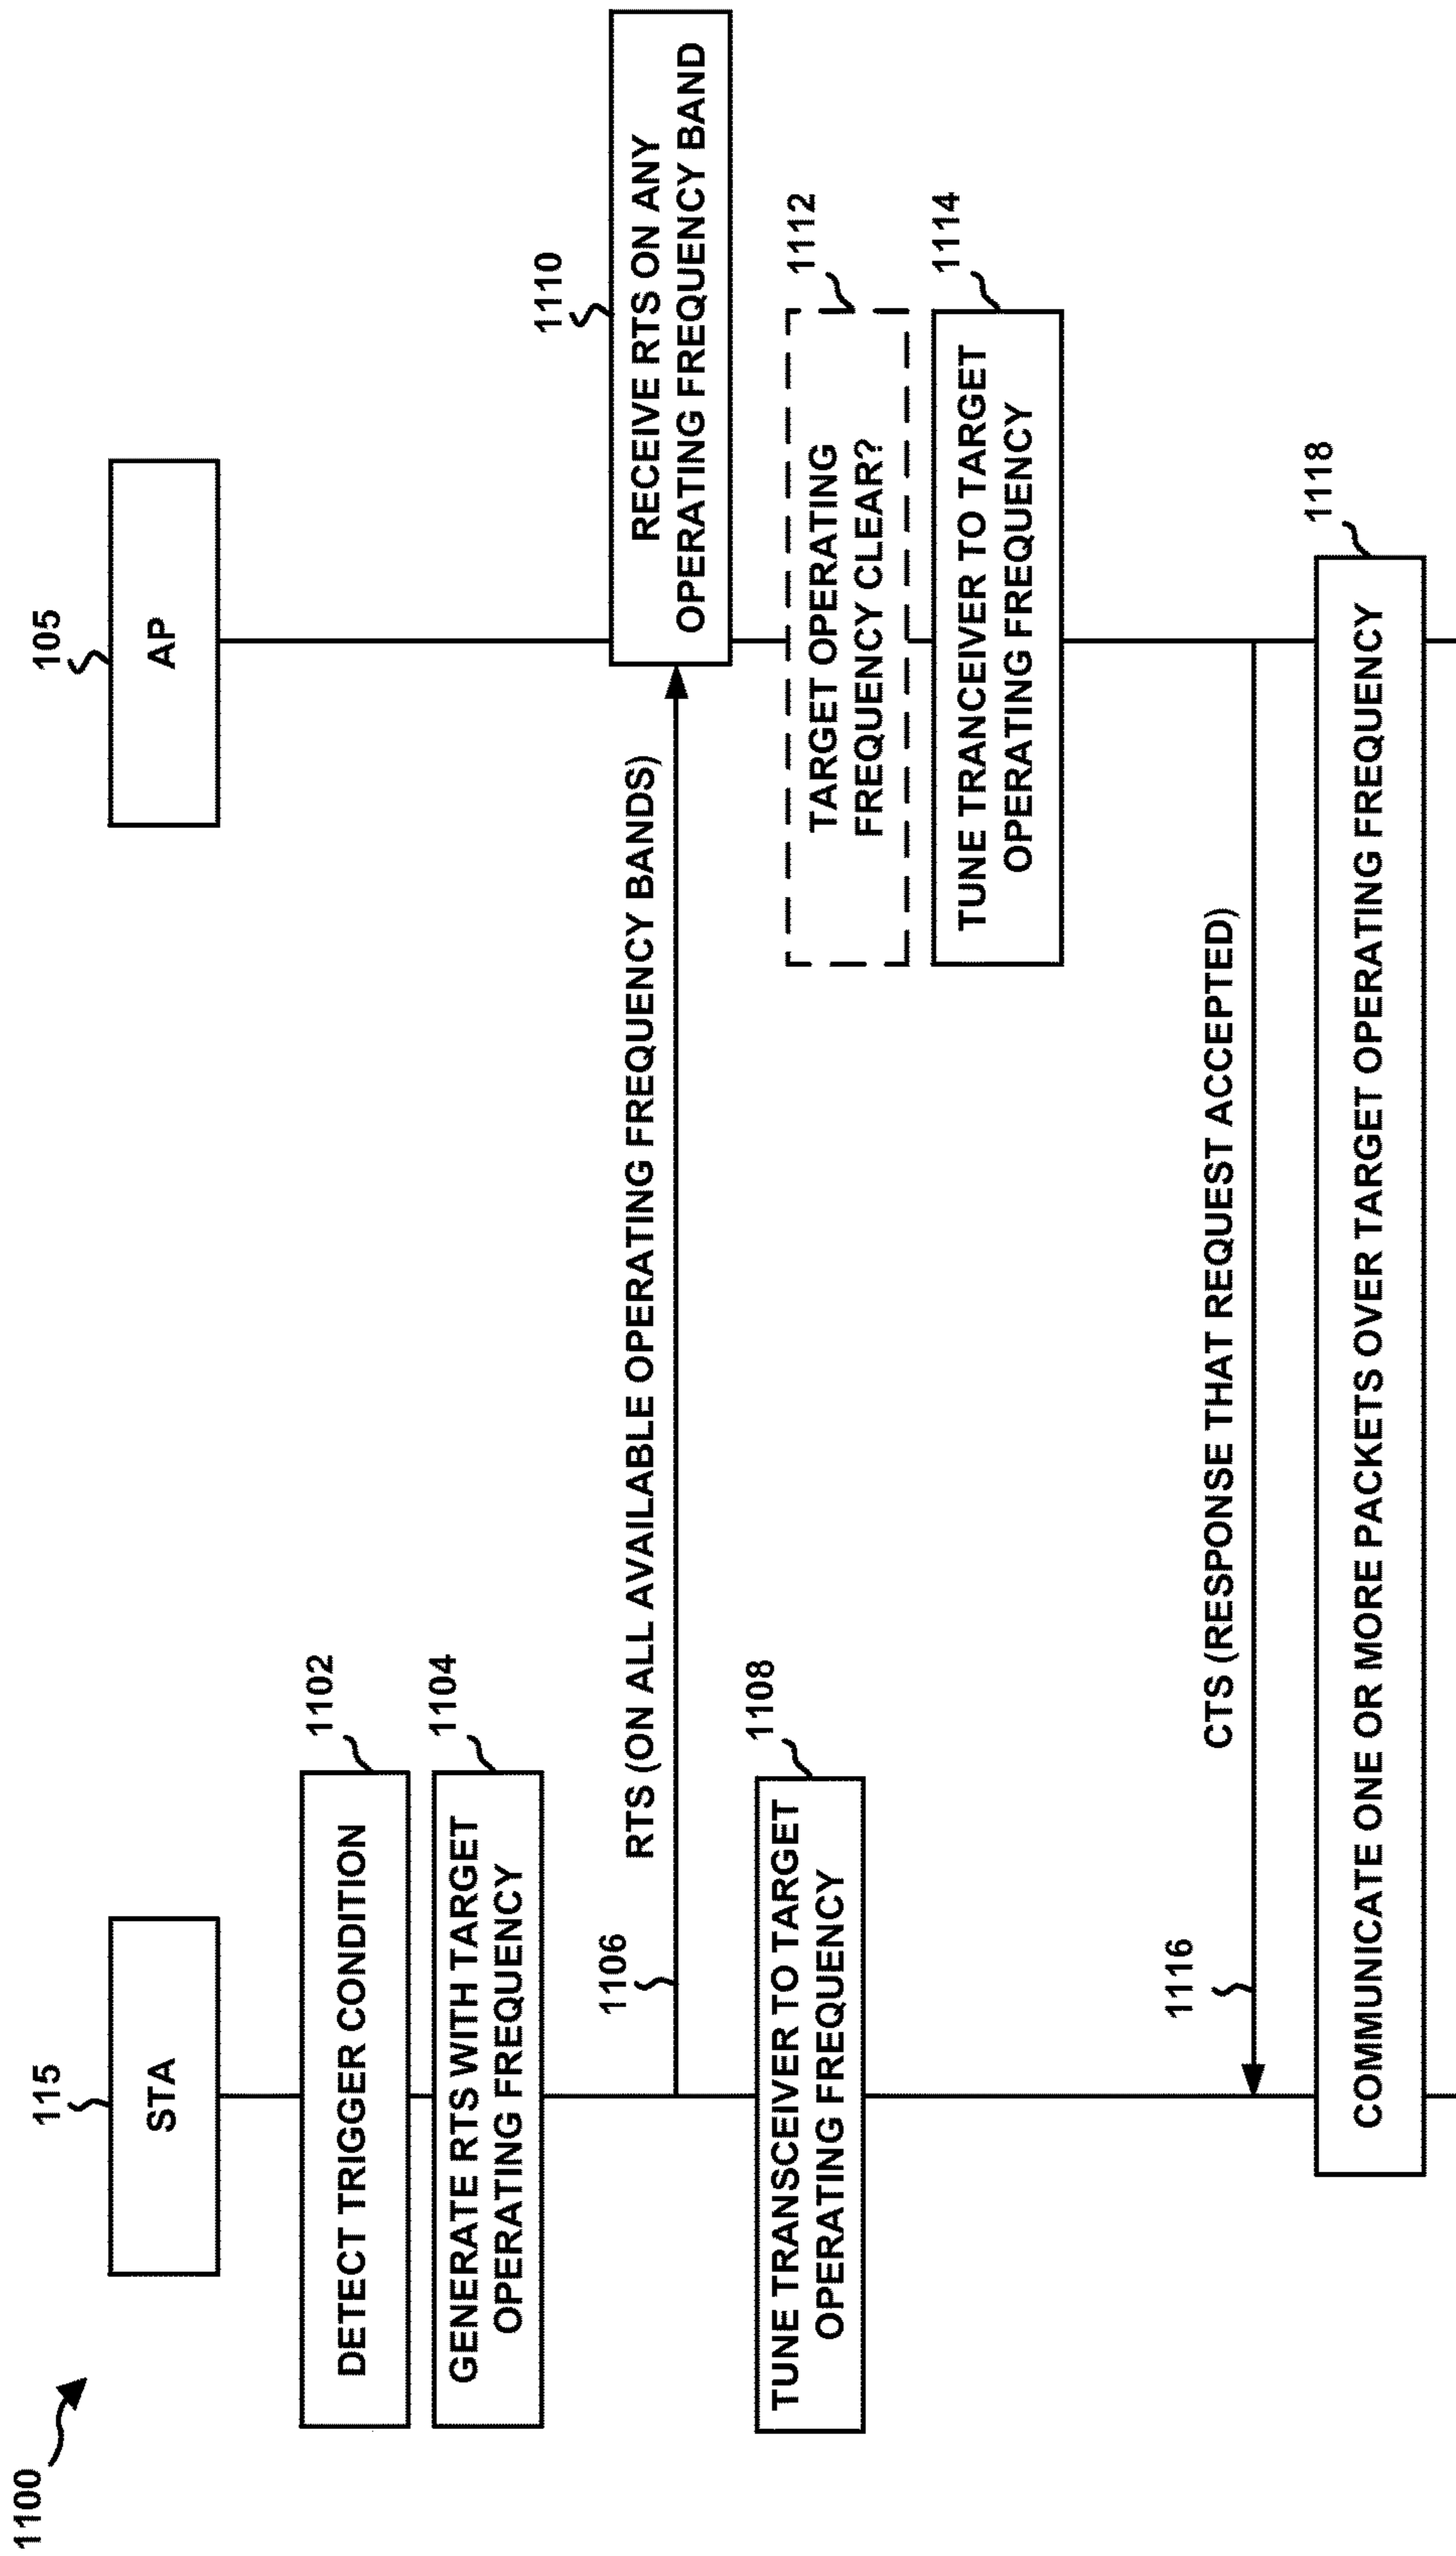 1100
115
STA
105
AP
1102
DETECT TRIGGER CONDITION
1104
GENERATE RTS WITH TARGET
OPERATING FREQUENCY
1106
RTS (ON ALL AVAILABLE OPERATING FREQUENCY BANDS)
1110
RECEIVE RTS ON ANY
OPERATING FREQUENCY BAND
1108
TUNE TRANSCEIVER TO TARGET
OPERATING FREQUENCY
1112
TARGET OPERATING
FREQUENCY CLEAR?
1114
TUNE TRANCEIVER TO TARGET
OPERATING FREQUENCY
1116
CTS (RESPONSE THAT REQUEST ACCEPTED)
1118
COMMUNICATE ONE OR MORE PACKETS OVER TARGET OPERATING FREQUENCY